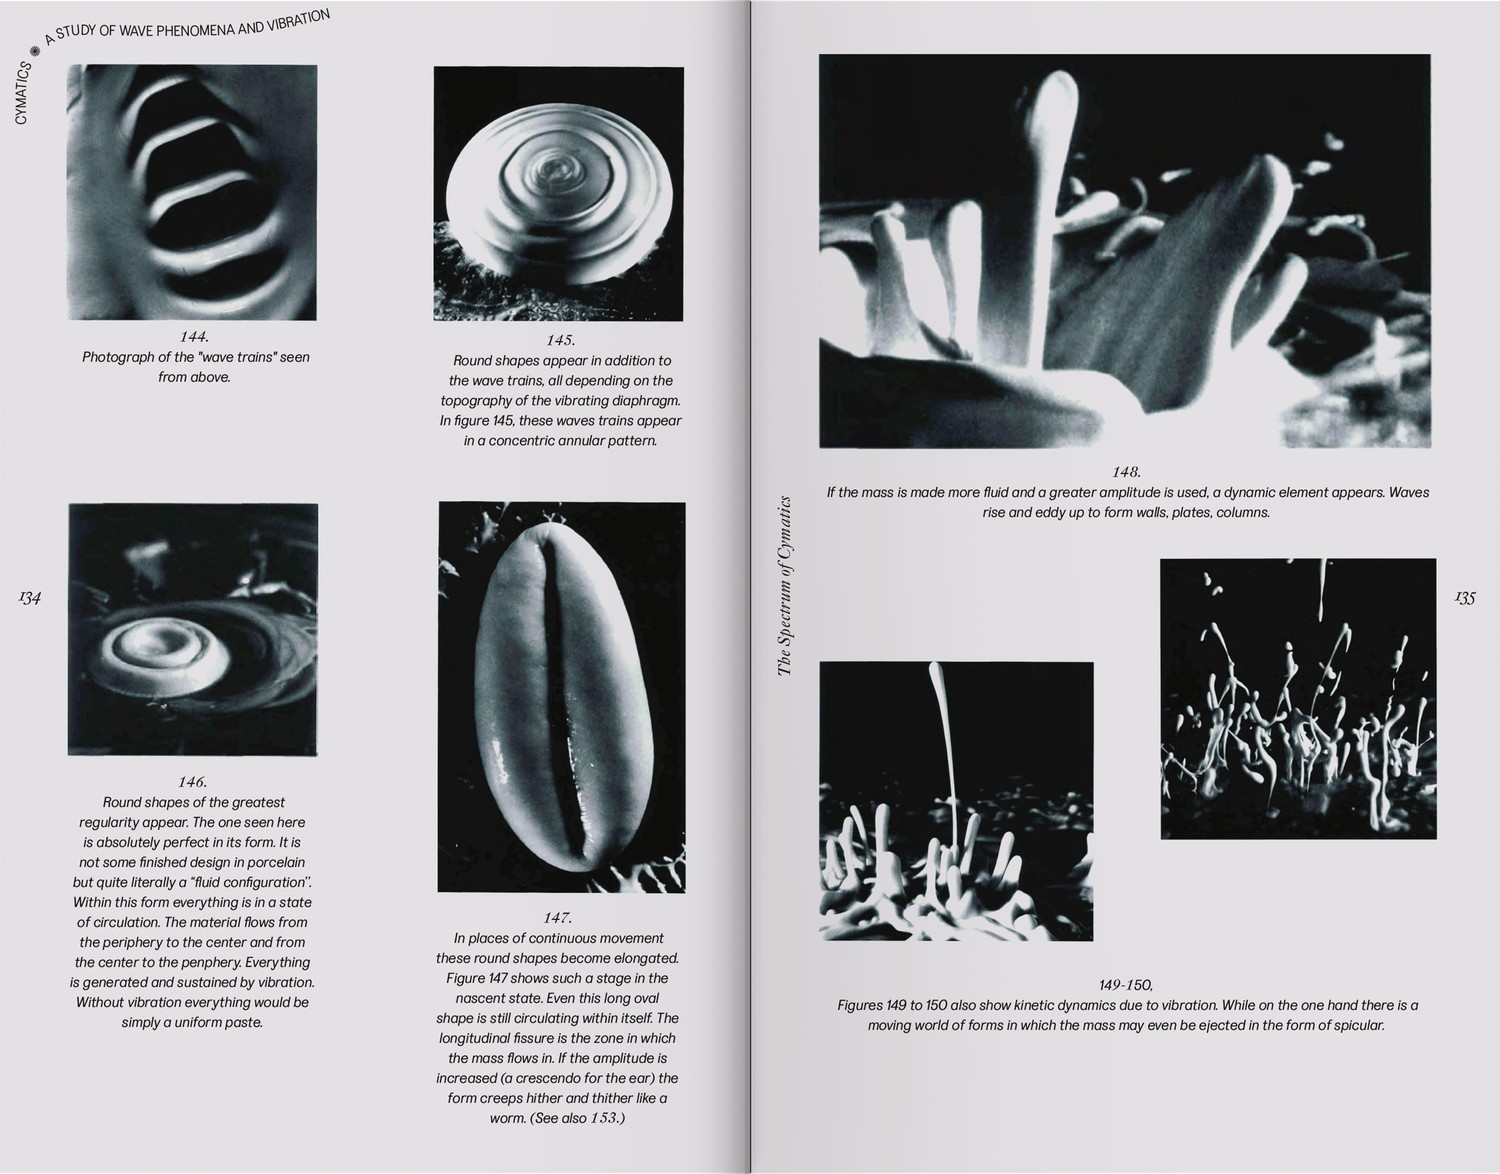 CYMATICS A STUDY OF WAVE PHENOMENA AND VIBRATION
144.
Photograph of the "wave trains" seen
from above.
145.
Round shapes appear in addition to
the wave trains, all depending on the
topography of the vibrating diaphragm.
In figure 145, these waves trains appear
in a concentric annular pattern.
134
146.
Round shapes of the greatest
regularity appear. The one seen here
is absolutely perfect in its form. It is
not some finished design in porcelain
but quite literally a “fluid configuration”.
Within this form everything is in a state
of circulation. The material flows from
the periphery to the center and from
the center to the penphery. Everything
is generated and sustained by vibration.
Without vibration everything would be
simply a uniform paste.
147.
In places of continuous movement
these round shapes become elongated.
Figure 147 shows such a stage in the
nascent state. Even this long oval
shape is still circulating within itself. The
longitudinal fissure is the zone in which
the mass flows in. If the amplitude is
increased (a crescendo for the ear) the
form creeps hither and thither like a
worm. (See also 153.)
The Spectrum of Cymatics
148.
If the mass is made more fluid and a greater amplitude is used, a dynamic element appears. Waves
rise and eddy up to form walls, plates, columns.
135
149-150,
Figures 149 to 150 also show kinetic dynamics due to vibration. While on the one hand there is a
moving world of forms in which the mass may even be ejected in the form of spicular.